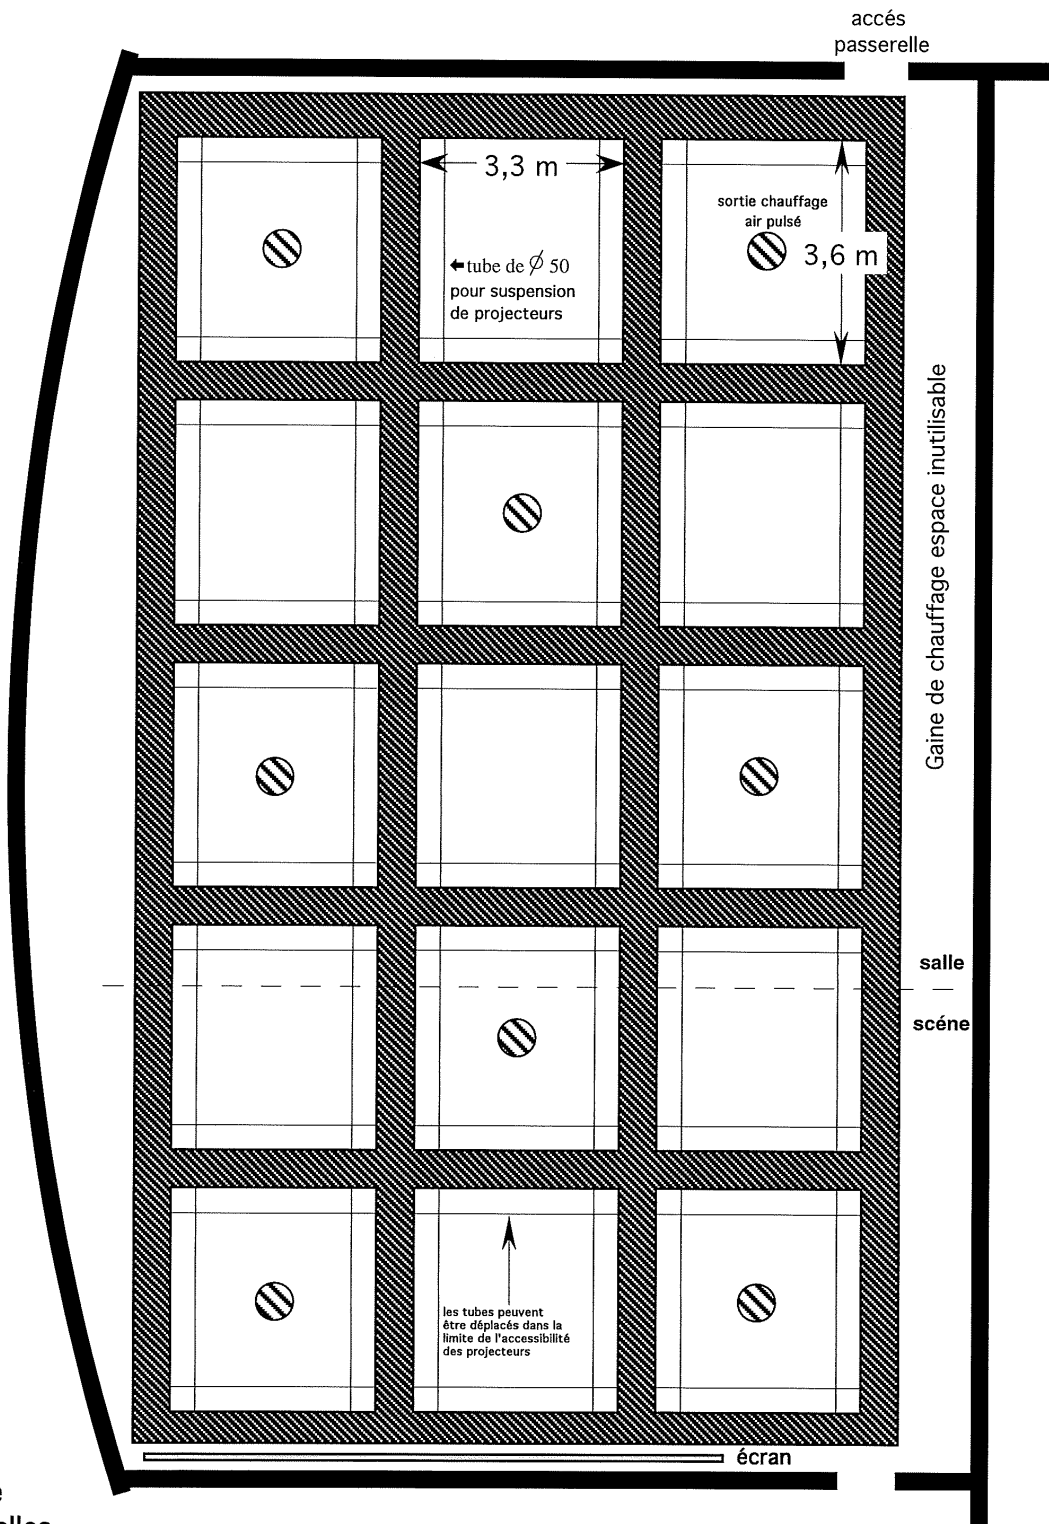 accés
passerelle
3,3 m
sortie chauffage
air pulsé
3,6 m
tube de Ø 50
pour suspension
de projecteurs
Gaine de chauffage espace inutilisable
salle
scéne
les tubes peuvent
être déplacés dans la
limite de l'accessibilité
des projecteurs
écran